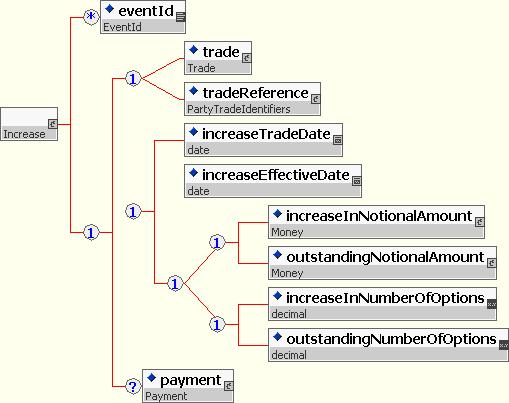 *
eventId
EventId
trade
Trade
1
tradeReference
PartyTradeIdentifiers
Increase
increaseTradeDate
date
increaseEffectiveDate
date
1
1
increaseInNotionalAmount
Money
1
outstandingNotionalAmount
Money
1
increaseInNumberOfOptions
decimal
1
outstandingNumberOfOptions
decimal
?
payment
Payment